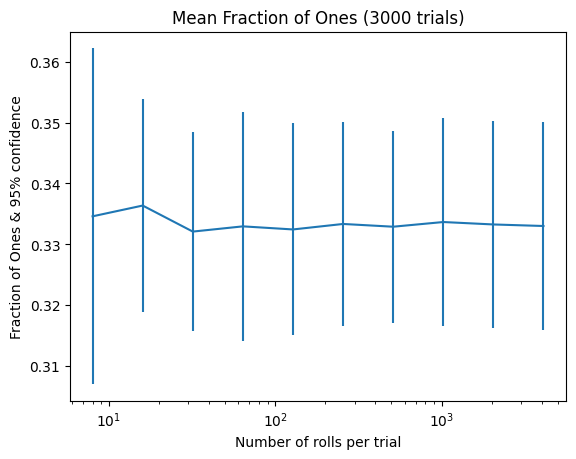 Mean Fraction of Ones (3000 trials)
Fraction of Ones & 95% confidence
0.36
0.35
0.34
0.33
0.32
0.31
10¹ 10² 10³
Number of rolls per trial